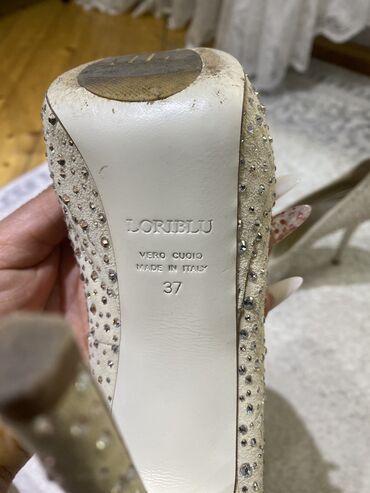 LORIBLU
VERO CUOIO
MADE IN ITALY
37